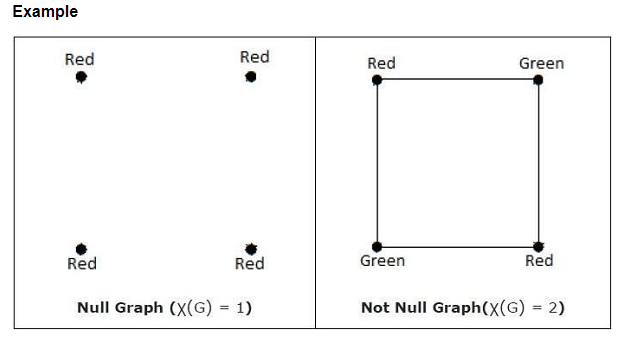 Example
Red
Red
Red
Red
Null Graph (χ(G) = 1)
Red
Green
Green
Red
Not Null Graph(χ(G) = 2)